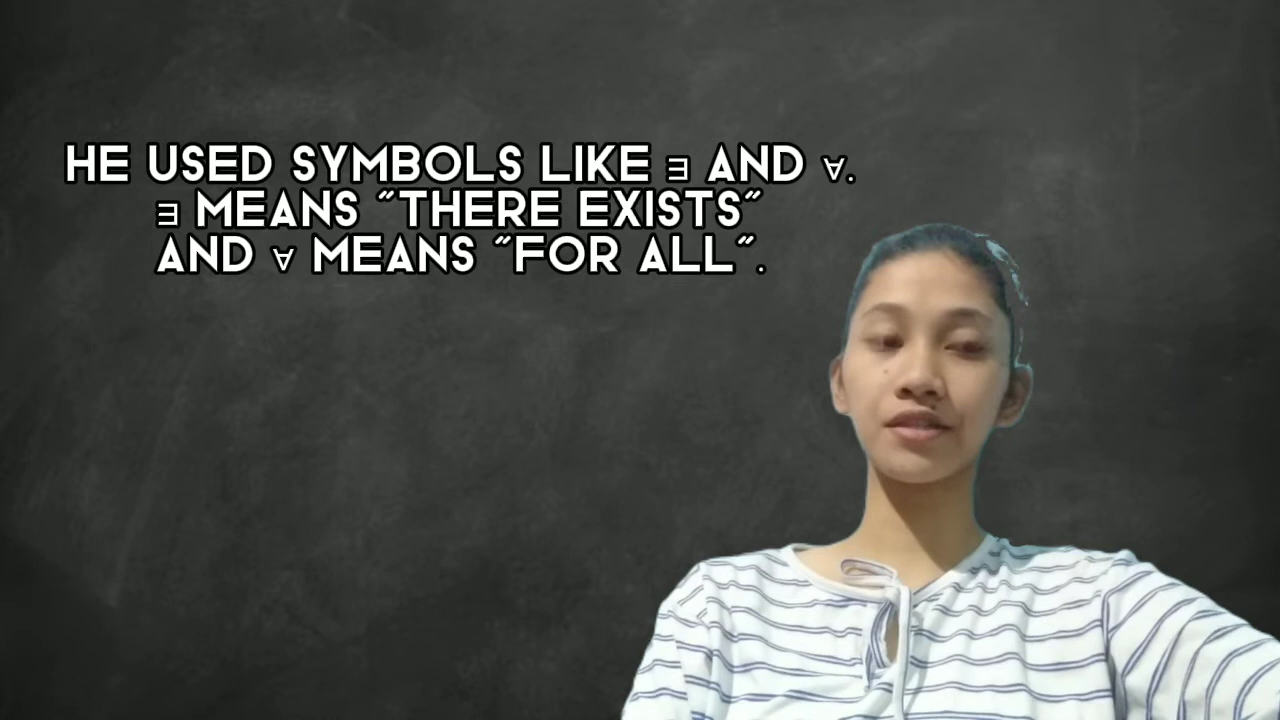 HE USED SYMBOLS LIKE ∃ AND ∀.
∃ MEANS "THERE EXISTS"
AND ∀ MEANS "FOR ALL".